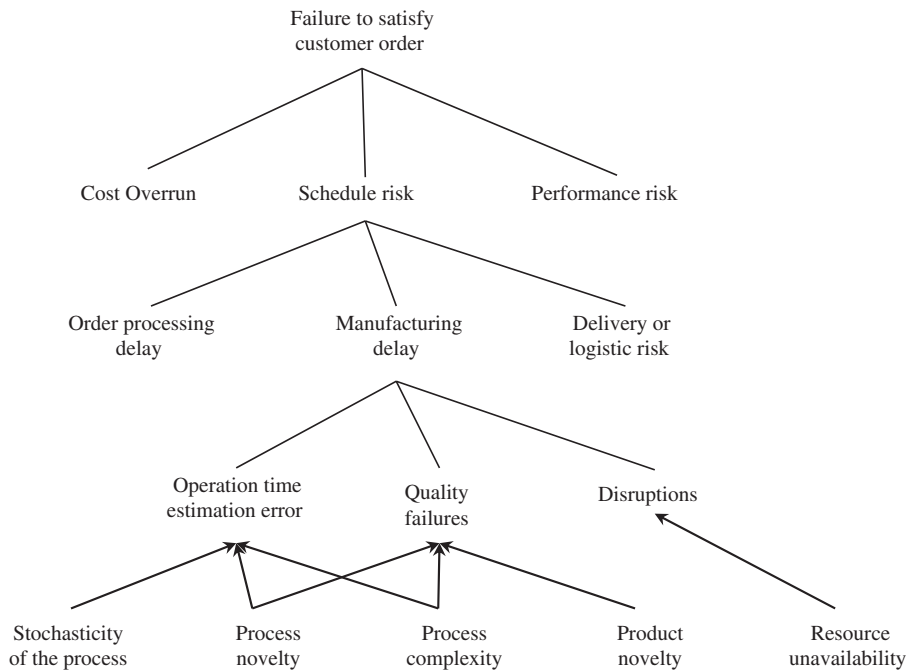 Failure to satisfy
customer order
Cost Overrun
Schedule risk
Performance risk
Order processing
delay
Manufacturing
delay
Delivery or
logistic risk
Operation time
estimation error
Quality
failures
Disruptions
Stochasticity
of the process
Process
novelty
Process
complexity
Product
novelty
Resource
unavailability